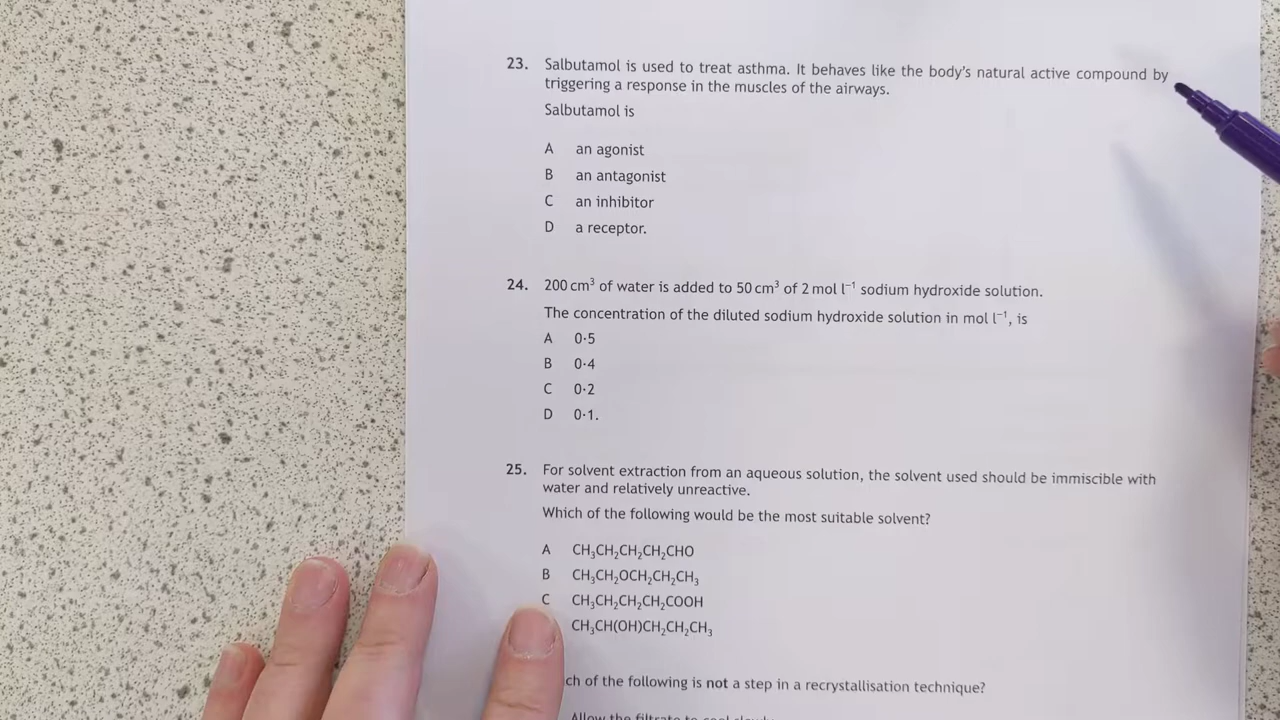 23. Salbutamol is used to treat asthma. It behaves like the body's natural active compound by
triggering a response in the muscles of the airways.
Salbutamol is
A an agonist
B an antagonist
C an inhibitor
D a receptor.
24. 200 cm³ of water is added to 50 cm³ of 2 mol l⁻¹ sodium hydroxide solution.
The concentration of the diluted sodium hydroxide solution in mol l⁻¹, is
A 0·5
B 0·4
C 0·2
D 0·1.
25. For solvent extraction from an aqueous solution, the solvent used should be immiscible with
water and relatively unreactive.
Which of the following would be the most suitable solvent?
A CH₃CH₂CH₂CH₂CHO
B CH₃CH₂OCH₂CH₂CH₃
C CH₃CH₂CH₂CH₂COOH
CH₃CH(OH)CH₂CH₂CH₃
ch of the following is not a step in a recrystallisation technique?
Allow the filtrate to cool slowly